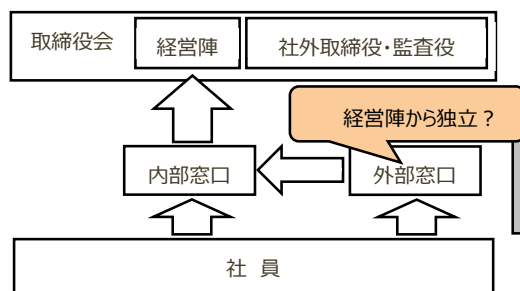 取締役会
経営陣
社外取締役・監査役
経営陣から独立？
内部窓口
外部窓口
社 員